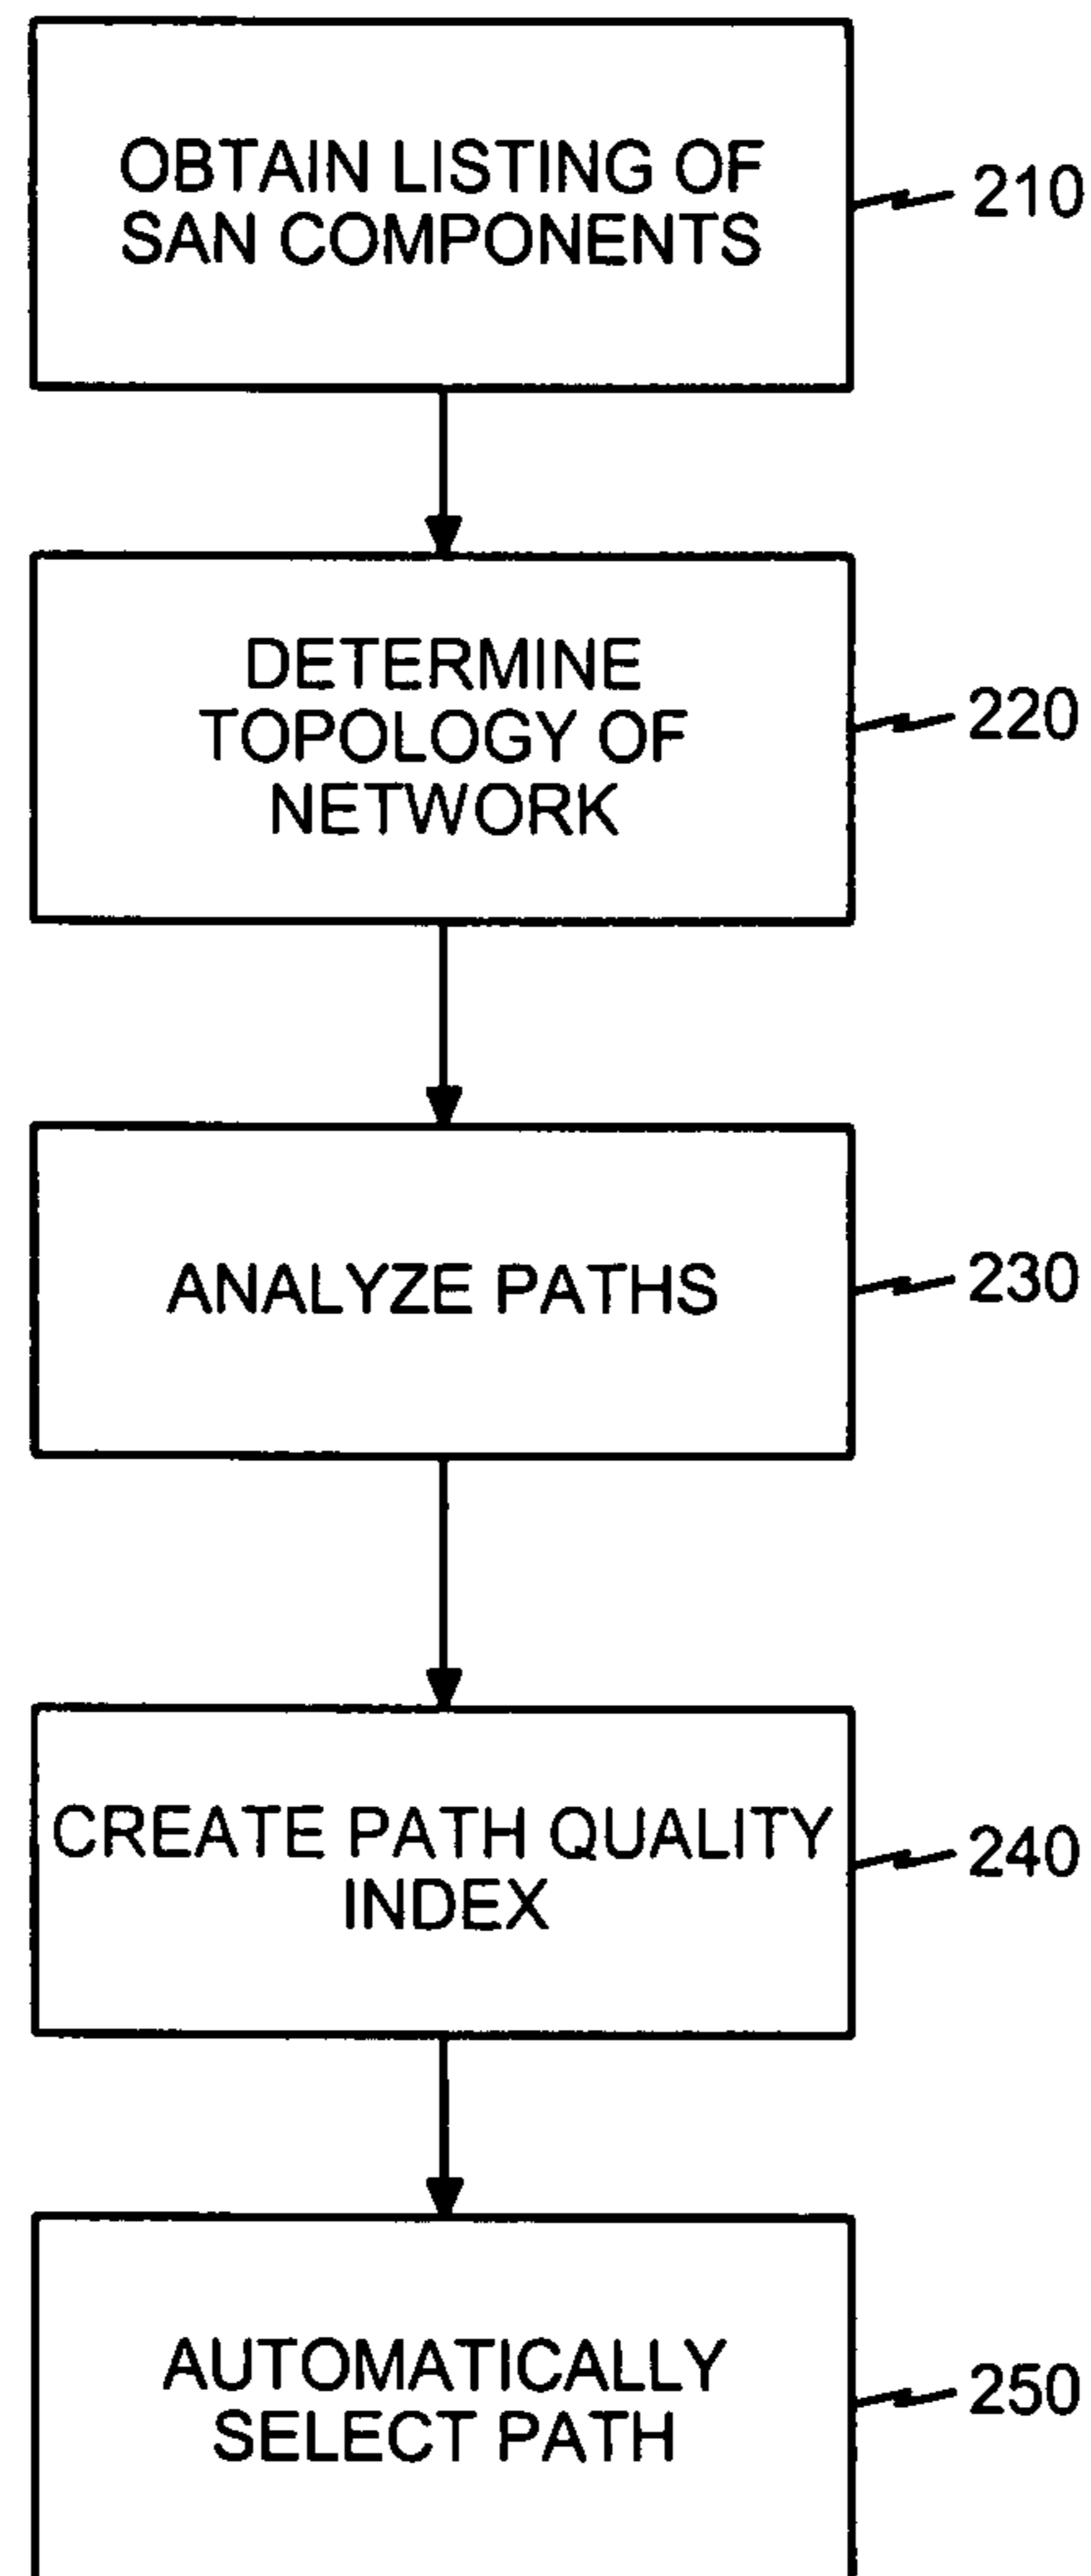 OBTAIN LISTING OF
SAN COMPONENTS
210
DETERMINE
TOPOLOGY OF
NETWORK
220
ANALYZE PATHS
230
CREATE PATH QUALITY
INDEX
240
AUTOMATICALLY
SELECT PATH
250